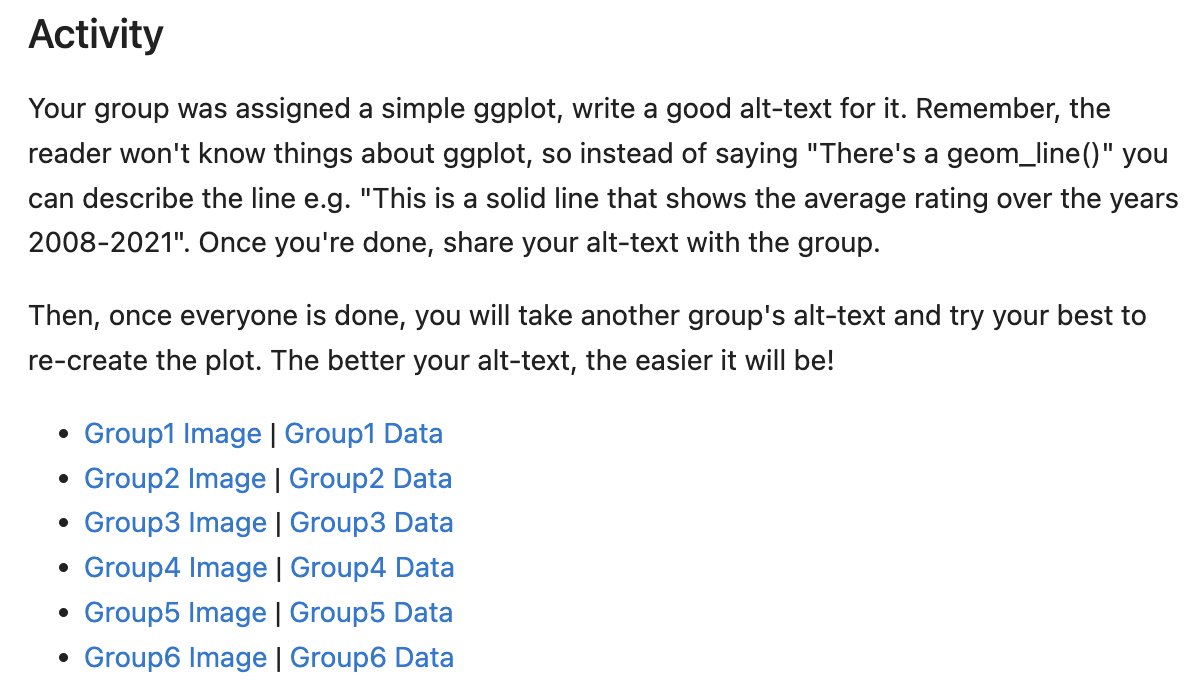 Activity
Your group was assigned a simple ggplot, write a good alt-text for it. Remember, the
reader won't know things about ggplot, so instead of saying "There's a geom_line()" you
can describe the line e.g. "This is a solid line that shows the average rating over the years
2008-2021". Once you're done, share your alt-text with the group.
Then, once everyone is done, you will take another group's alt-text and try your best to
re-create the plot. The better your alt-text, the easier it will be!
• Group1 Image | Group1 Data
• Group2 Image | Group2 Data
• Group3 Image | Group3 Data
• Group4 Image | Group4 Data
• Group5 Image | Group5 Data
• Group6 Image | Group6 Data